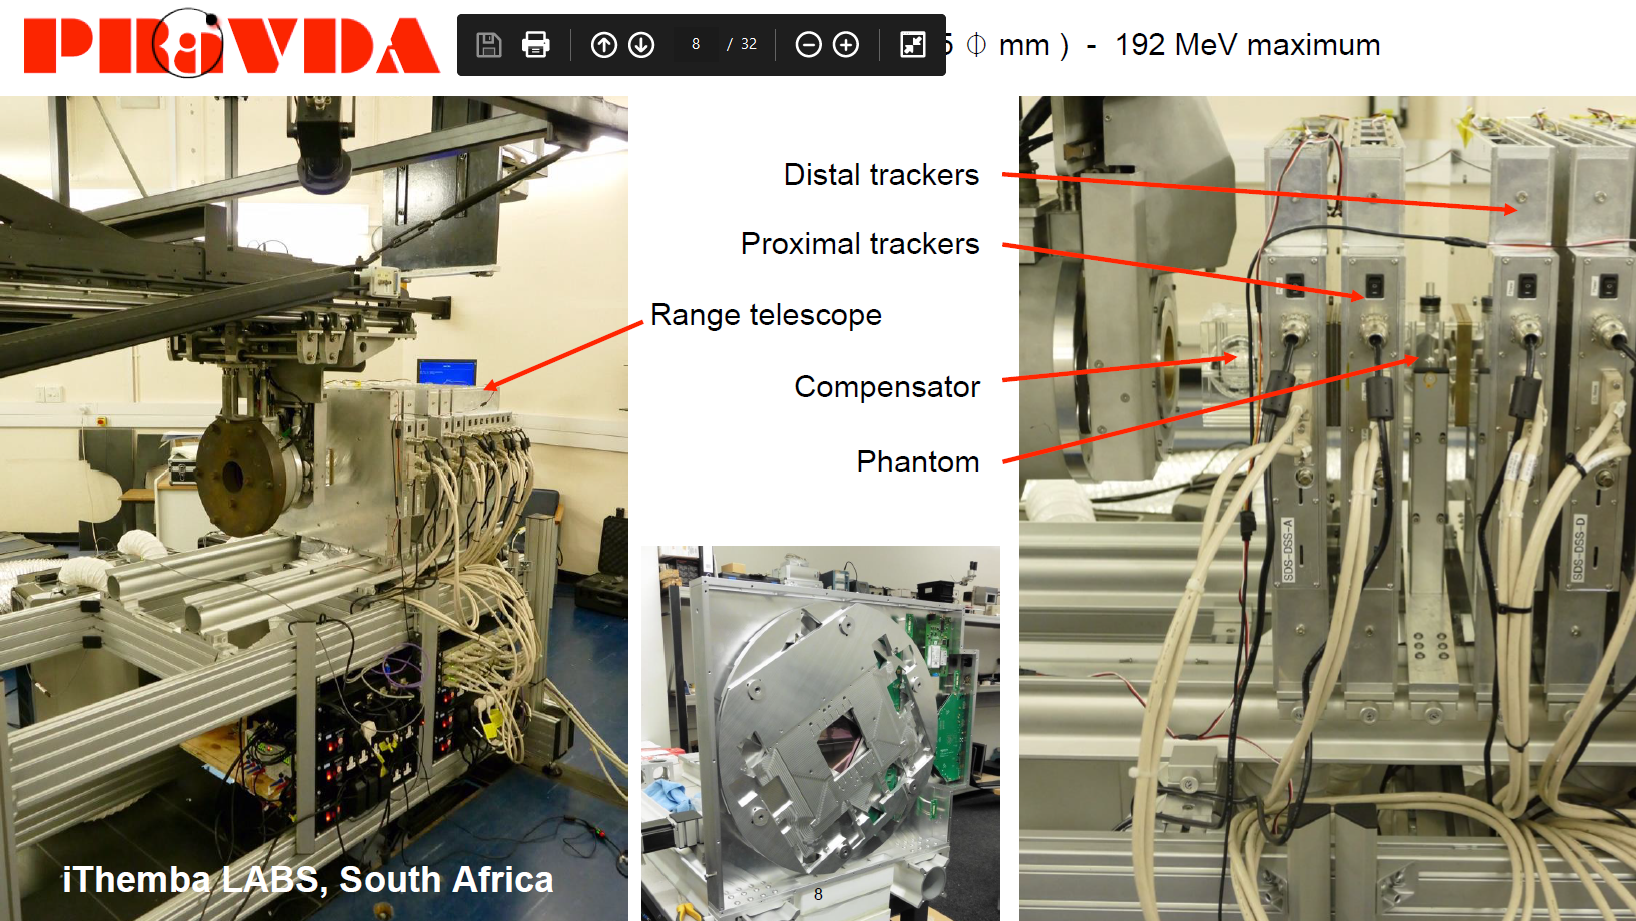 PRaVDA
8 / 32
Φ mm ) - 192 MeV maximum
Distal trackers
Proximal trackers
Range telescope
Compensator
Phantom
SDS-DSS-A
SDS-DSS-D
iThemba LABS, South Africa
8